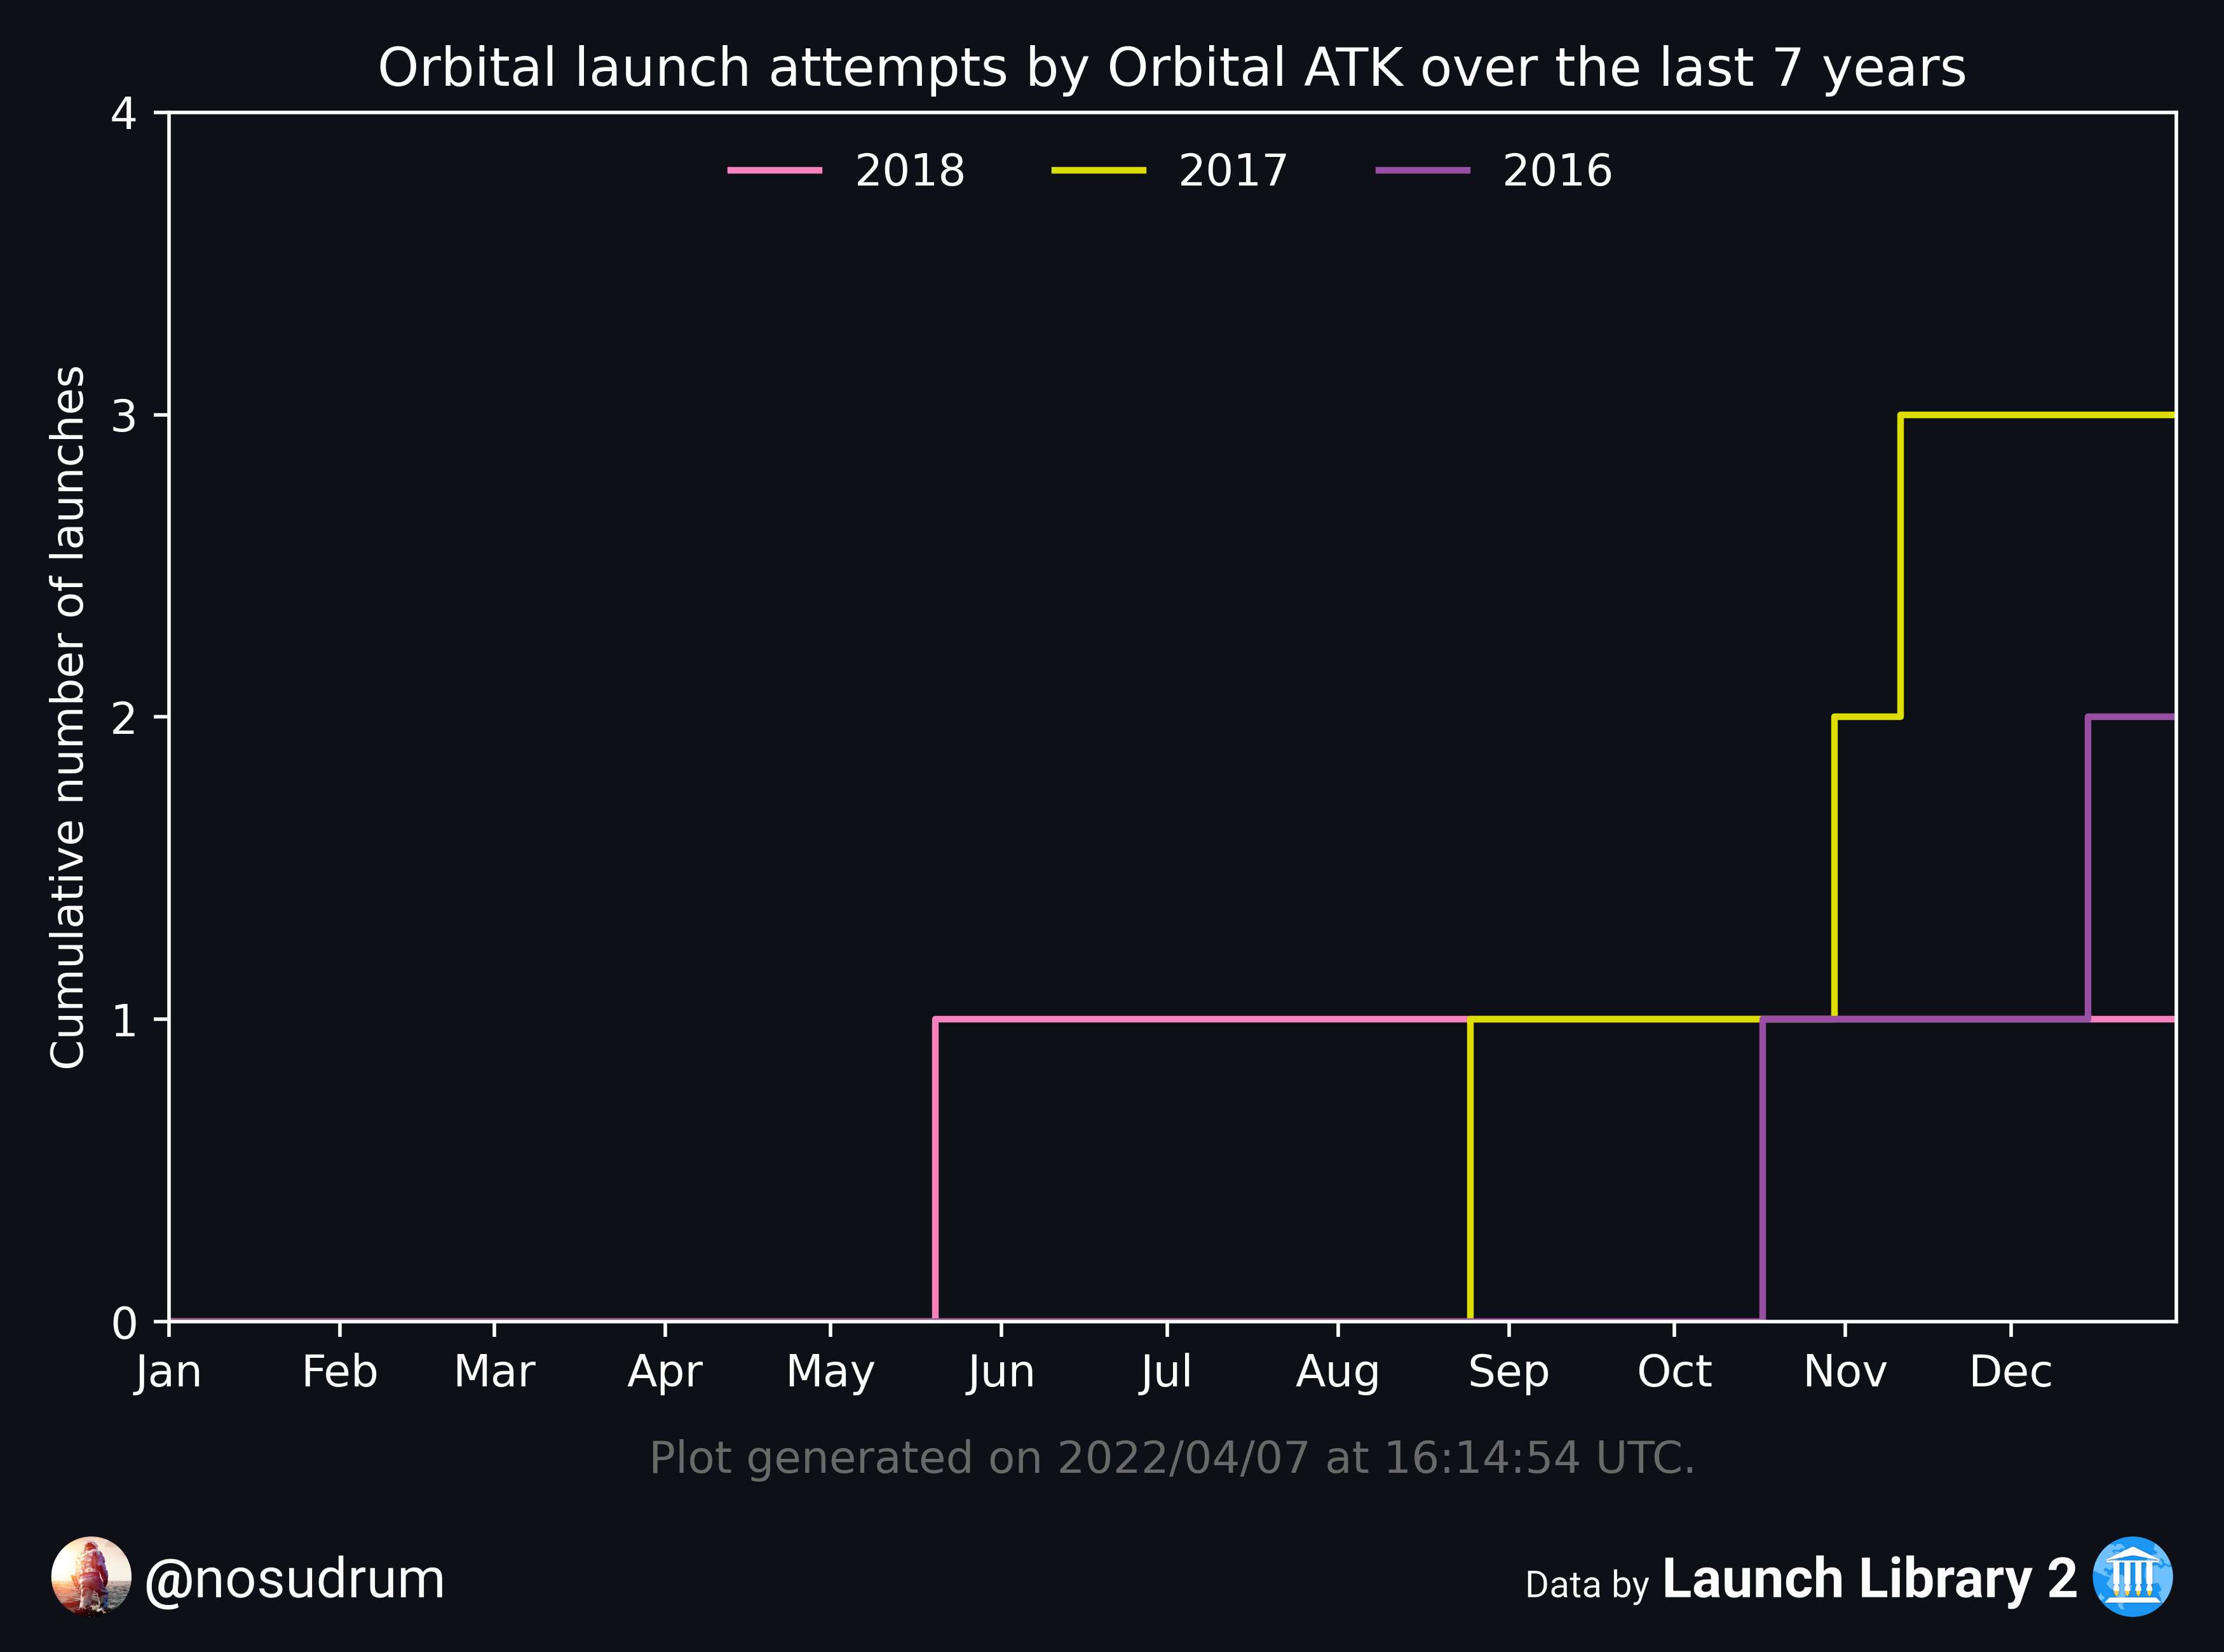 Orbital launch attempts by Orbital ATK over the last 7 years
2018 2017 2016
Cumulative number of launches
4
3
2
1
0
Jan Feb Mar Apr May Jun Jul Aug Sep Oct Nov Dec
Plot generated on 2022/04/07 at 16:14:54 UTC.
@nosudrum
Data by Launch Library 2